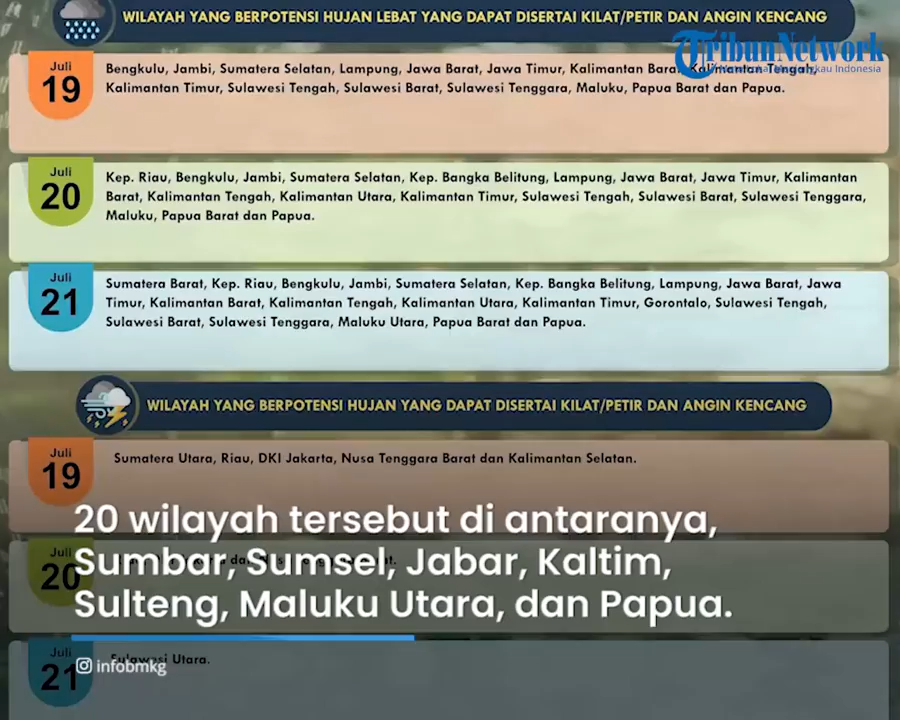 WILAYAH YANG BERPOTENSI HUJAN LEBAT YANG DAPAT DISERTAI KILAT/PETIR DAN ANGIN KENCANG
Tribun Network
Juli
19
Bengkulu, Jambi, Sumatera Selatan, Lampung, Jawa Barat, Jawa Timur, Kalimantan Barat, Kalimantan Tengah,
Kalimantan Timur, Sulawesi Tengah, Sulawesi Barat, Sulawesi Tenggara, Maluku, Papua Barat dan Papua.
Juli
20
Kep. Riau, Bengkulu, Jambi, Sumatera Selatan, Kep. Bangka Belitung, Lampung, Jawa Barat, Jawa Timur, Kalimantan
Barat, Kalimantan Tengah, Kalimantan Utara, Kalimantan Timur, Sulawesi Tengah, Sulawesi Barat, Sulawesi Tenggara,
Maluku, Papua Barat dan Papua.
Juli
21
Sumatera Barat, Kep. Riau, Bengkulu, Jambi, Sumatera Selatan, Kep. Bangka Belitung, Lampung, Jawa Barat, Jawa
Timur, Kalimantan Barat, Kalimantan Tengah, Kalimantan Utara, Kalimantan Timur, Gorontalo, Sulawesi Tengah,
Sulawesi Barat, Sulawesi Tenggara, Maluku Utara, Papua Barat dan Papua.
WILAYAH YANG BERPOTENSI HUJAN YANG DAPAT DISERTAI KILAT/PETIR DAN ANGIN KENCANG
Juli
19
Sumatera Utara, Riau, DKI Jakarta, Nusa Tenggara Barat dan Kalimantan Selatan.
20 wilayah tersebut di antaranya,
Juli
20
Sumbar, Sumsel, Jabar, Kaltim,
Sulteng, Maluku Utara, dan Papua.
Juli
21
Sulawesi Utara.
infobmkg